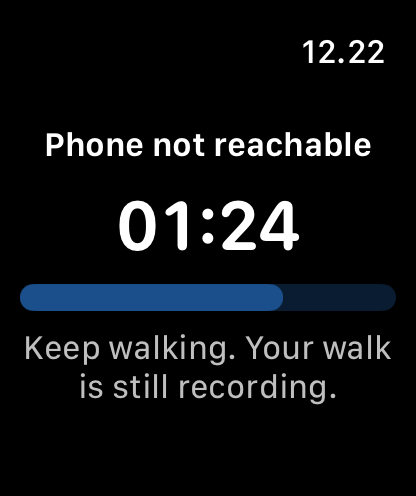 12.22
Phone not reachable
01:24
Keep walking. Your walk
is still recording.